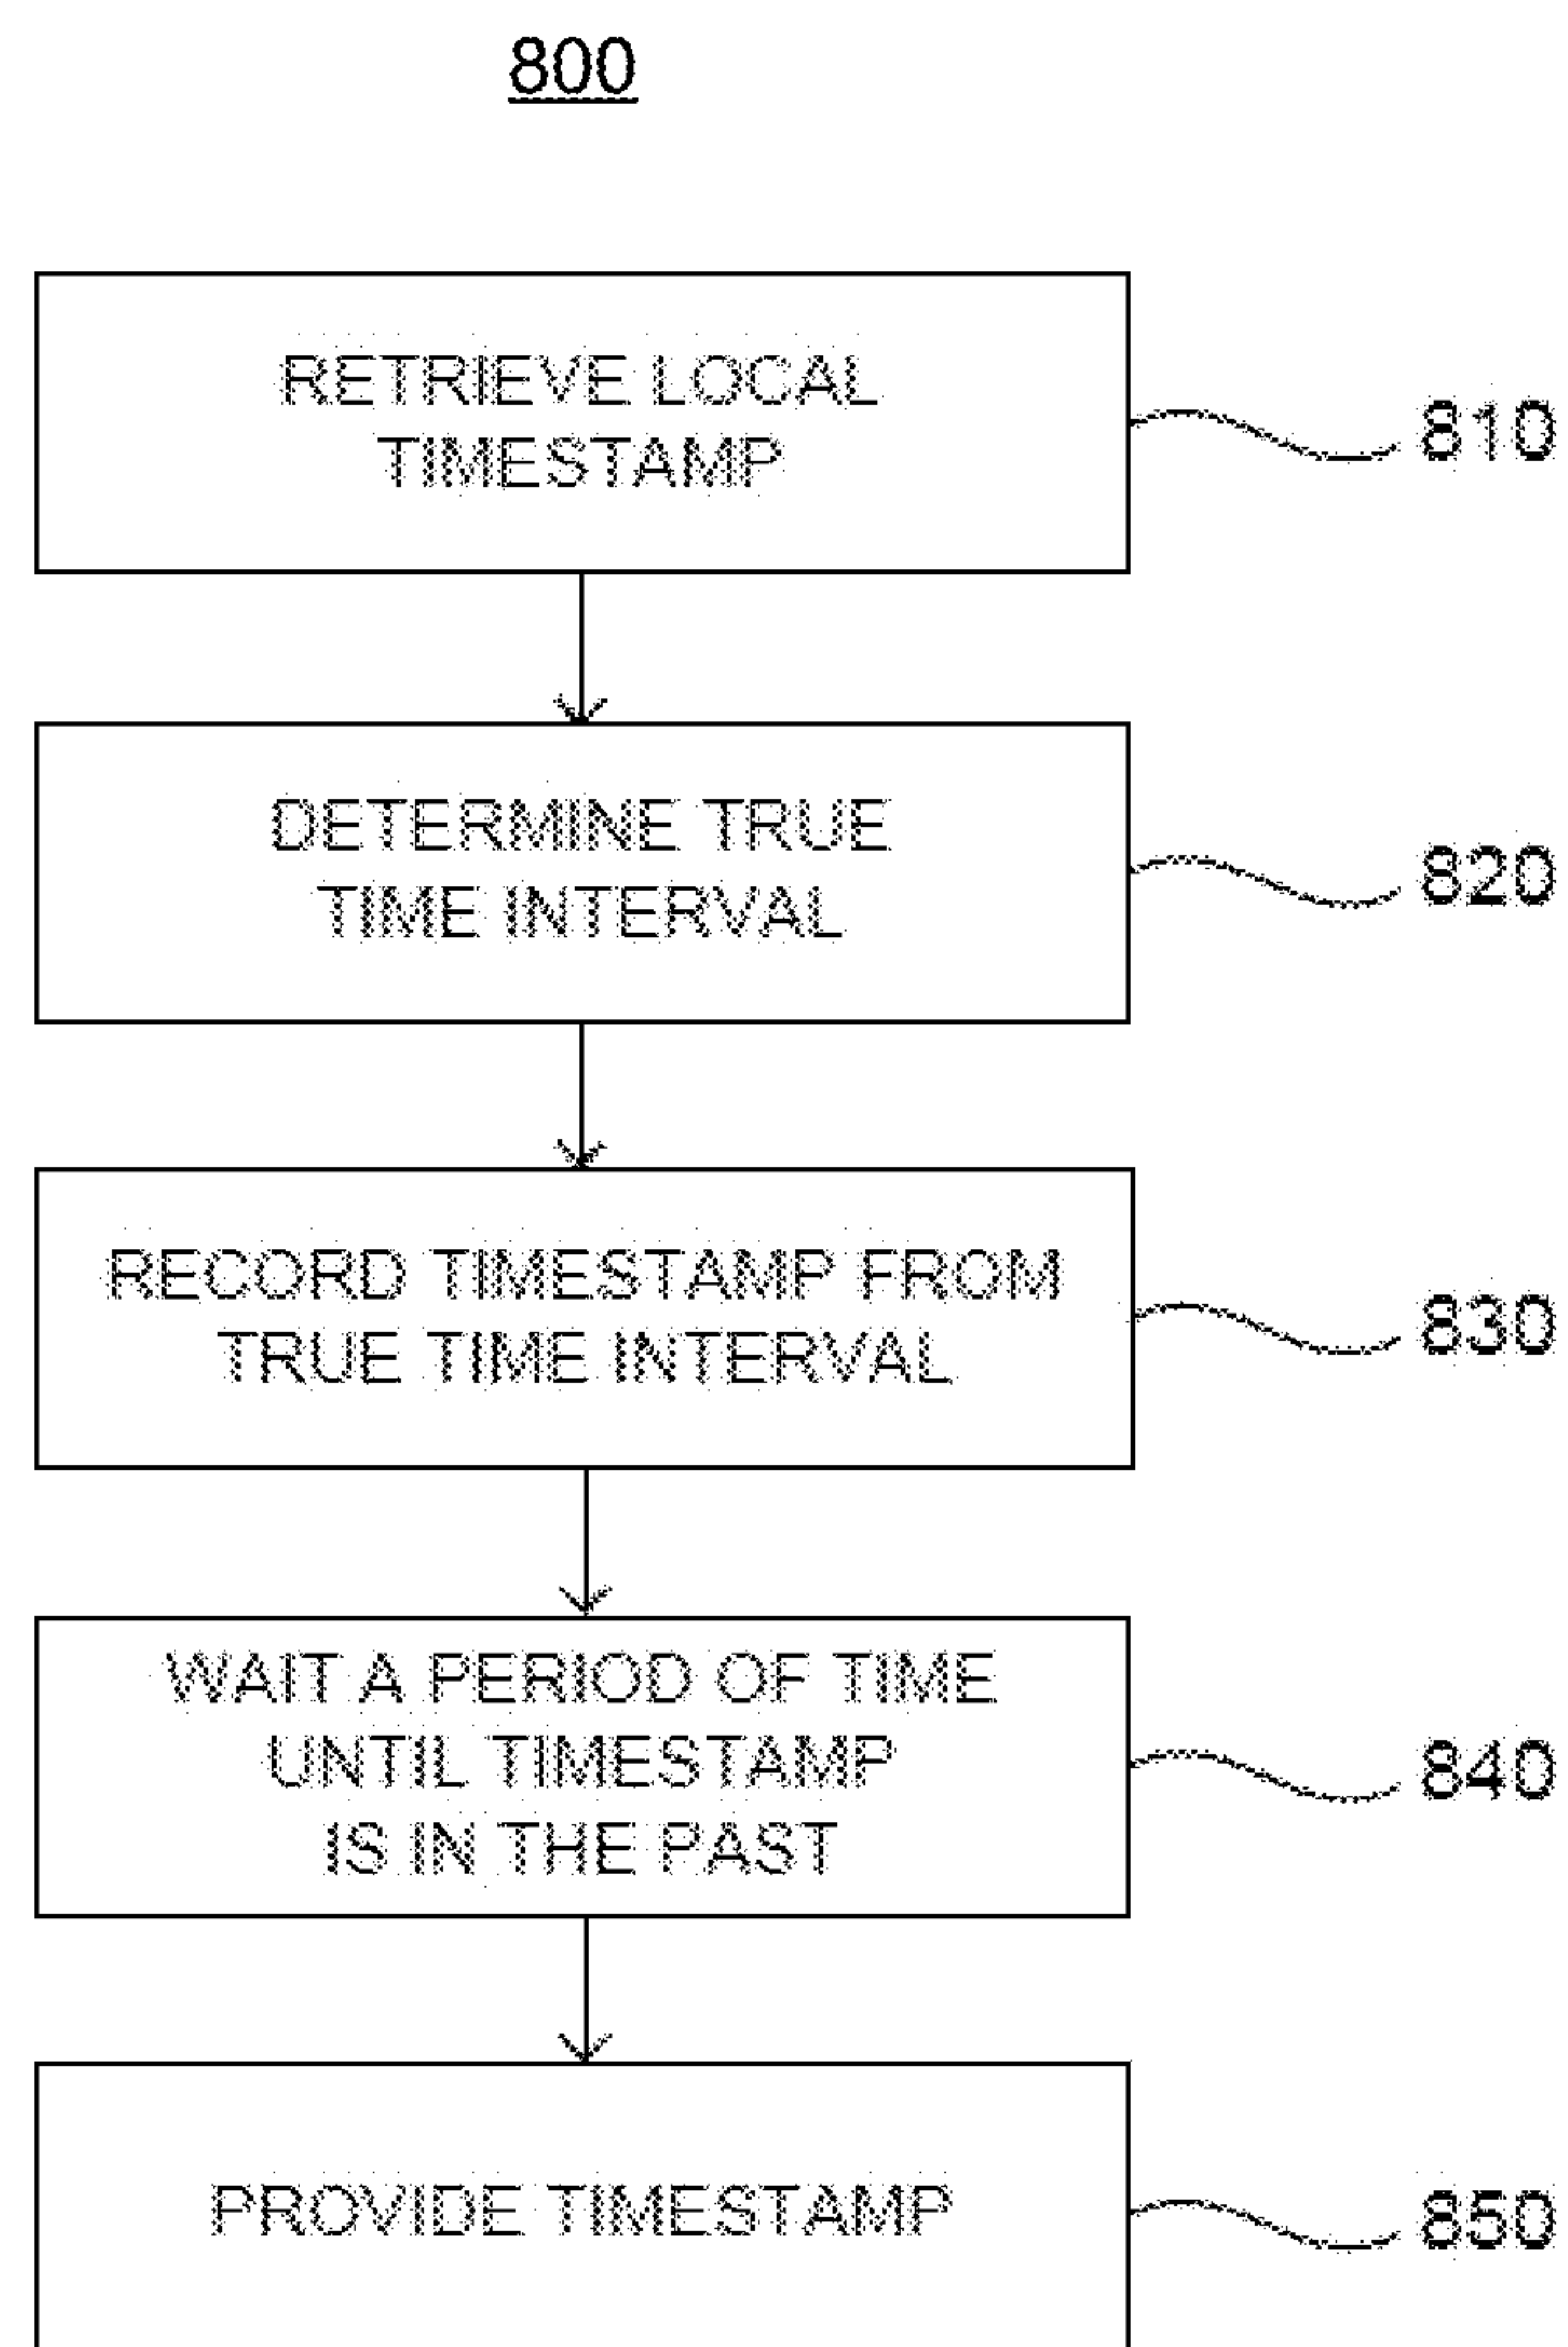 800
RETRIEVE LOCAL
TIMESTAMP
810
DETERMINE TRUE
TIME INTERVAL
820
RECORD TIMESTAMP FROM
TRUE TIME INTERVAL
830
WAIT A PERIOD OF TIME
UNTIL TIMESTAMP
IS IN THE PAST
840
PROVIDE TIMESTAMP
850